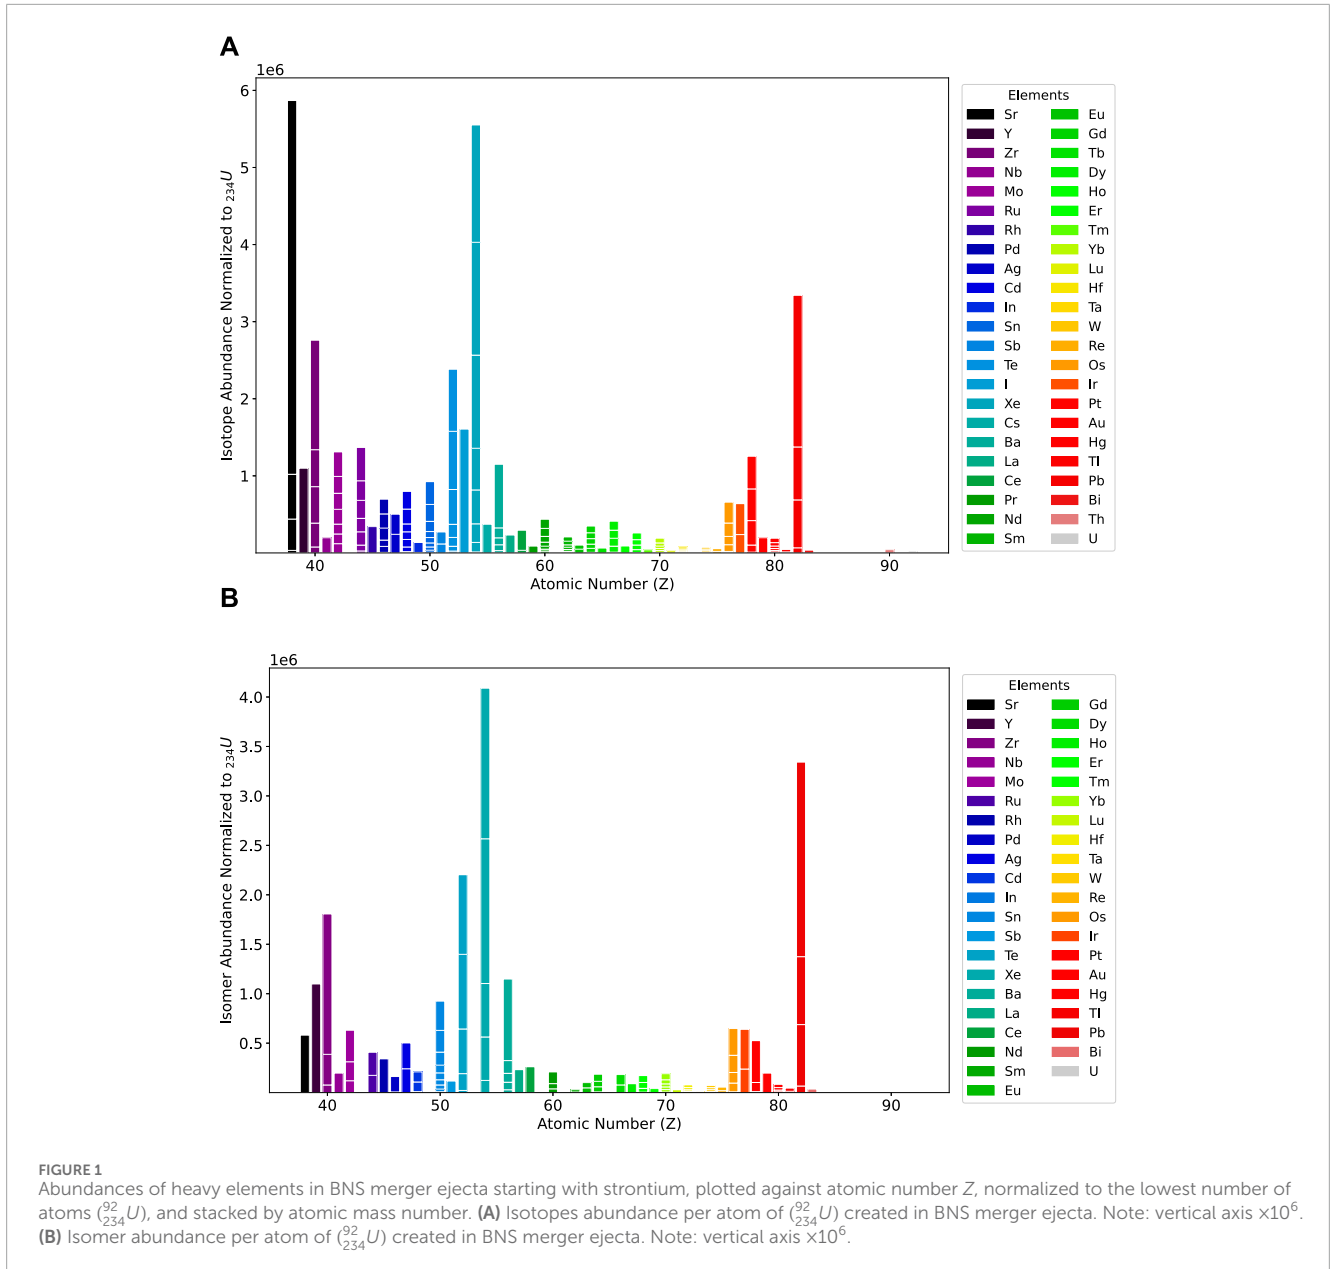 A
1e6
Isotope Abundance Normalized to 234U
6
5
4
3
2
1
40 50 60 70 80 90
Atomic Number (Z)
Elements
Sr Eu
Y Gd
Zr Tb
Nb Dy
Mo Ho
Ru Er
Rh Tm
Pd Yb
Ag Lu
Cd Hf
In Ta
Sn W
Sb Re
Te Os
I Ir
Xe Pt
Cs Au
Ba Hg
La Tl
Ce Pb
Pr Bi
Nd Th
Sm U
B
1e6
Isomer Abundance Normalized to 234U
4.0
3.5
3.0
2.5
2.0
1.5
1.0
0.5
40 50 60 70 80 90
Atomic Number (Z)
Elements
Sr Gd
Y Dy
Zr Ho
Nb Er
Mo Tm
Ru Yb
Rh Lu
Pd Hf
Ag Ta
Cd W
In Re
Sn Os
Sb Ir
Te Pt
Xe Au
Ba Hg
La Tl
Ce Pb
Nd Bi
Sm U
Eu
FIGURE 1
Abundances of heavy elements in BNS merger ejecta starting with strontium, plotted against atomic number Z, normalized to the lowest number of
atoms (⁹²₂₃₄U), and stacked by atomic mass number. (A) Isotopes abundance per atom of (⁹²₂₃₄U) created in BNS merger ejecta. Note: vertical axis ×10⁶.
(B) Isomer abundance per atom of (⁹²₂₃₄U) created in BNS merger ejecta. Note: vertical axis ×10⁶.